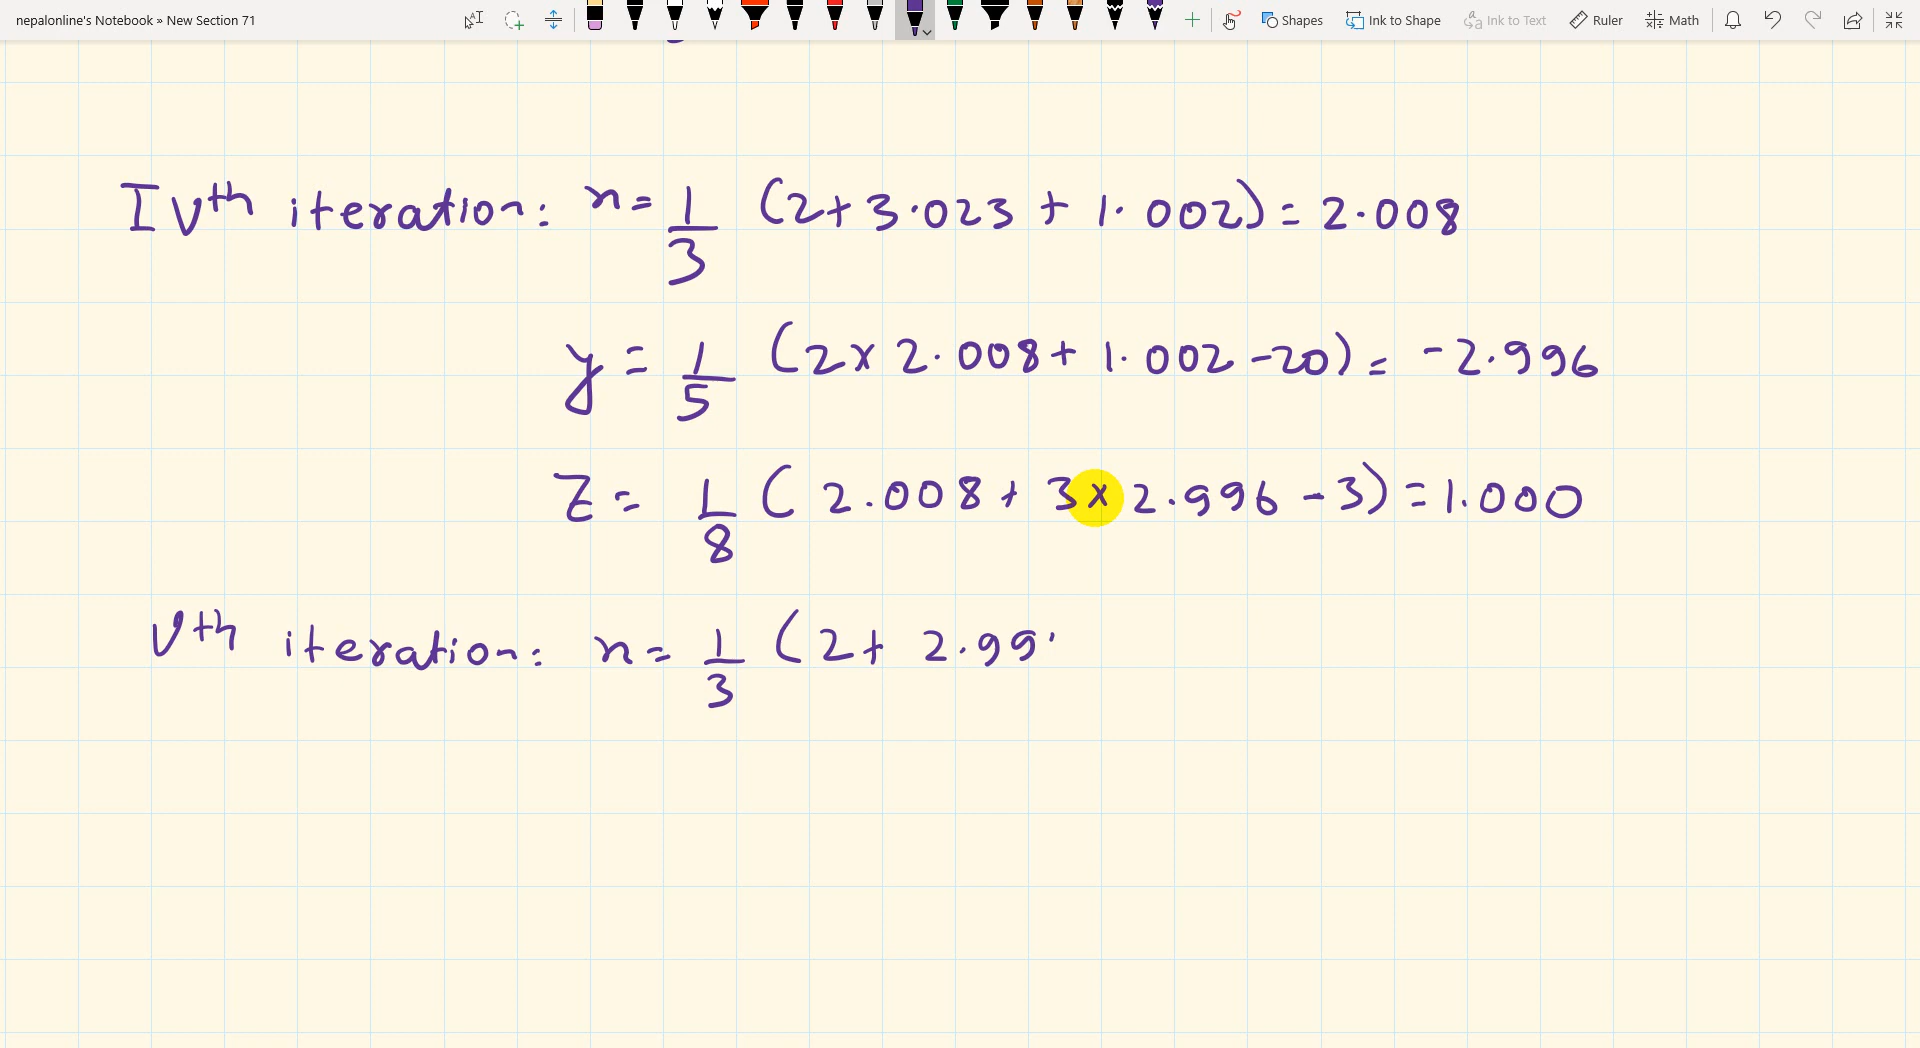 nepalonline's Notebook » New Section 71
Shapes Ink to Shape Ink to Text Ruler Math
IVth iteration: x = 1/3 (2+ 3.023 + 1.002) = 2.008
y = 1/5 (2x 2.008 + 1.002 -20) = -2.996
Z = 1/8 ( 2.008 + 3x 2.996 - 3) = 1.000
Vth iteration: x = 1/3 (2+ 2.99'